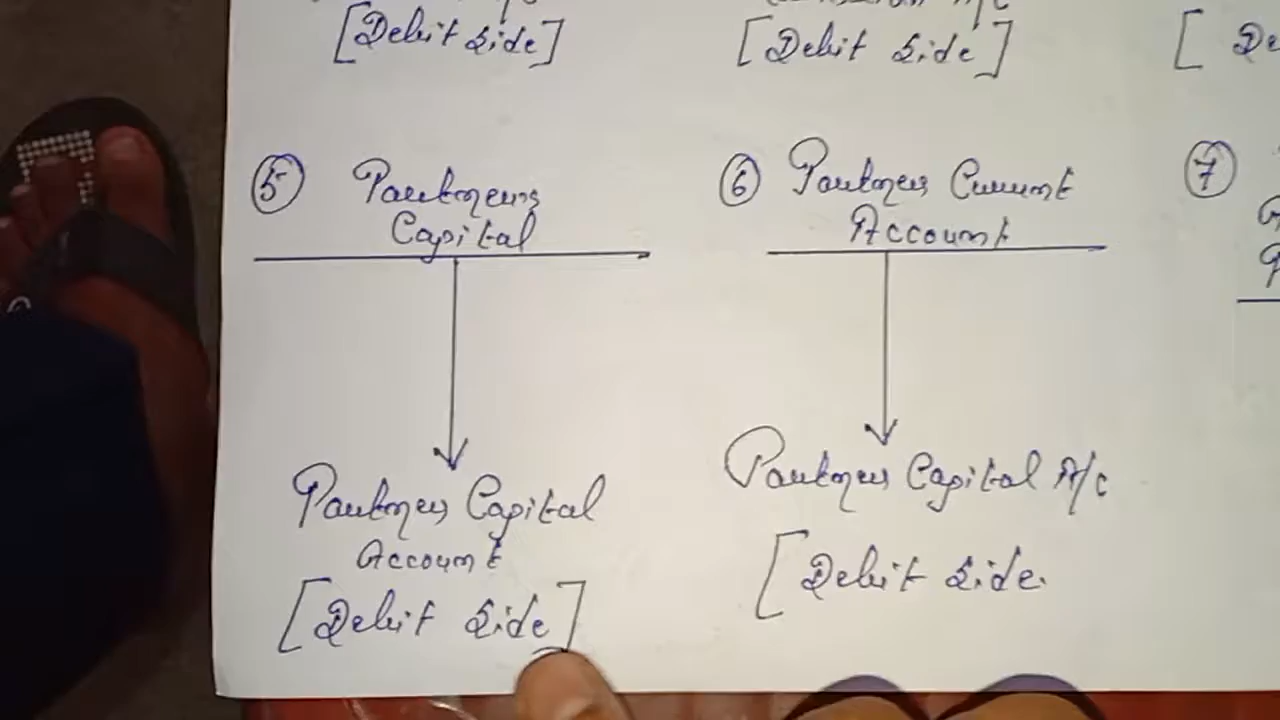 [Debit Side]
[Debit Side]
[ De
5 Partners
Capital
6 Partners Current
Account
7
Partners Capital
Account
[Debit Side]
Partners Capital A/c
[Debit Side.